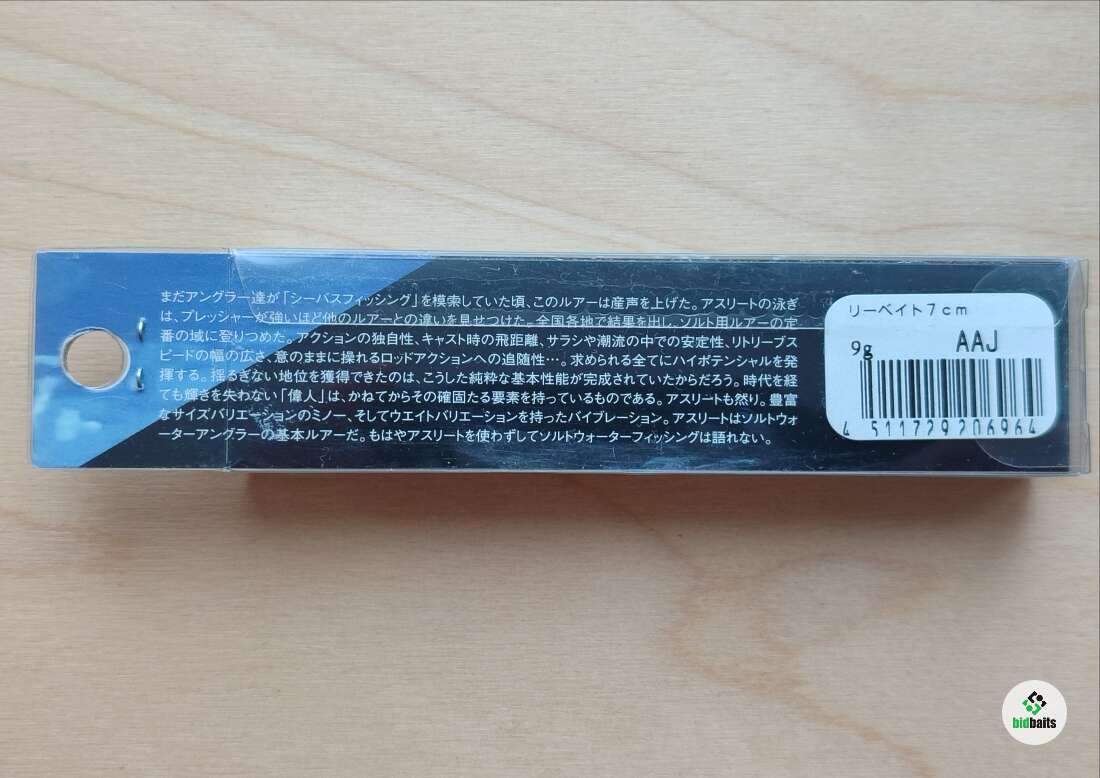 まだアングラー達が「シーバスフィッシング」を模索していた頃、このルアーは産声を上げた。アスリートの泳ぎ
は、プレッシャーが強いほど他のルアーとの違いを見せつけた。全国各地で結果を出し、ソルト用ルアーの定
番の域に登りつめた。アクションの独自性、キャスト時の飛距離、サラシや潮流の中での安定性、リトリーブス
ピードの幅の広さ、意のままに操れるロッドアクションへの追随性…。求められる全てにハイポテンシャルを発
揮する。揺るぎない地位を獲得できたのは、こうした純粋な基本性能が完成されていたからだろう。時代を経
ても輝きを失わない「偉人」は、かねてからその確固たる要素を持っているものである。アスリートも然り。豊富
なサイズバリエーションのミノー、そしてウエイトバリエーションを持ったバイブレーション。アスリートはソルトウォ
ーターアングラーの基本ルアーだ。もはやアスリートを使わずしてソルトウォーターフィッシングは語れない。
リーベイト7cm
9g AAJ
4 511729 206964
bidbaits